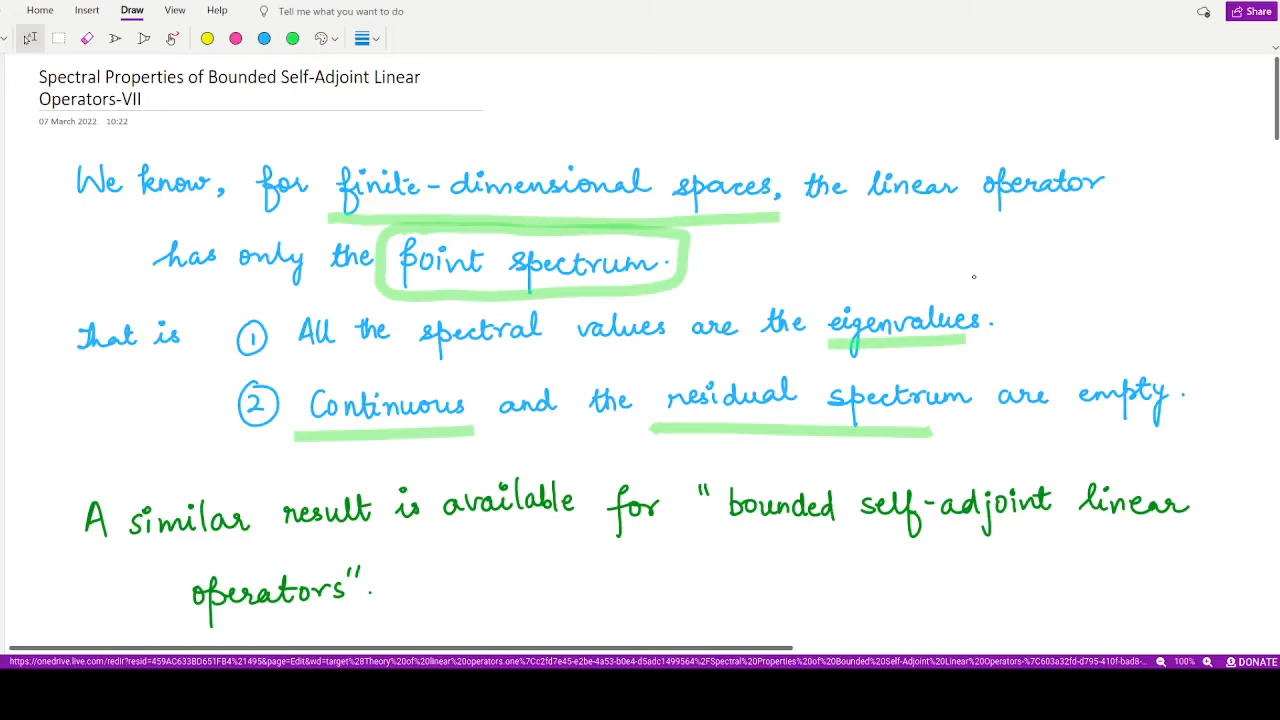 Home Insert Draw View Help Tell me what you want to do Share
Spectral Properties of Bounded Self-Adjoint Linear
Operators-VII
07 March 2022 10:22
We know, for finite-dimensional spaces, the linear operator
has only the point spectrum.
That is ① All the spectral values are the eigenvalues.
② Continuous and the residual spectrum are empty.
A similar result is available for "bounded self-adjoint linear
operators".
100% DONATE